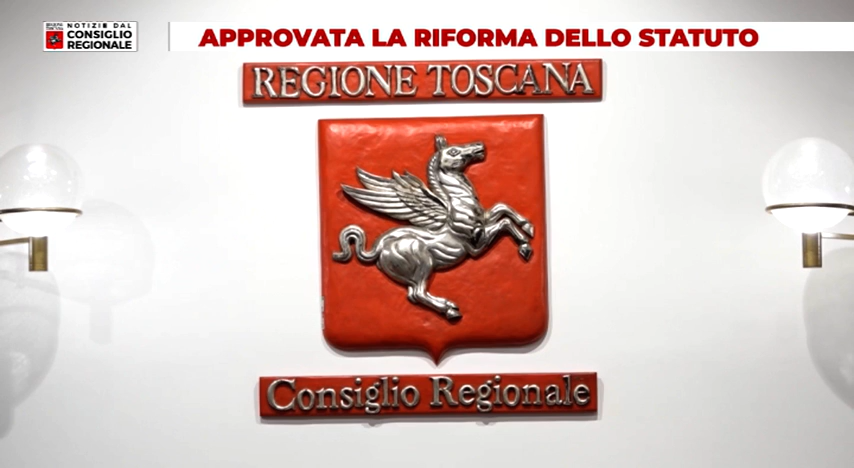 NOTIZIE DAL
CONSIGLIO
REGIONALE
APPROVATA LA RIFORMA DELLO STATUTO
REGIONE TOSCANA
Consiglio Regionale